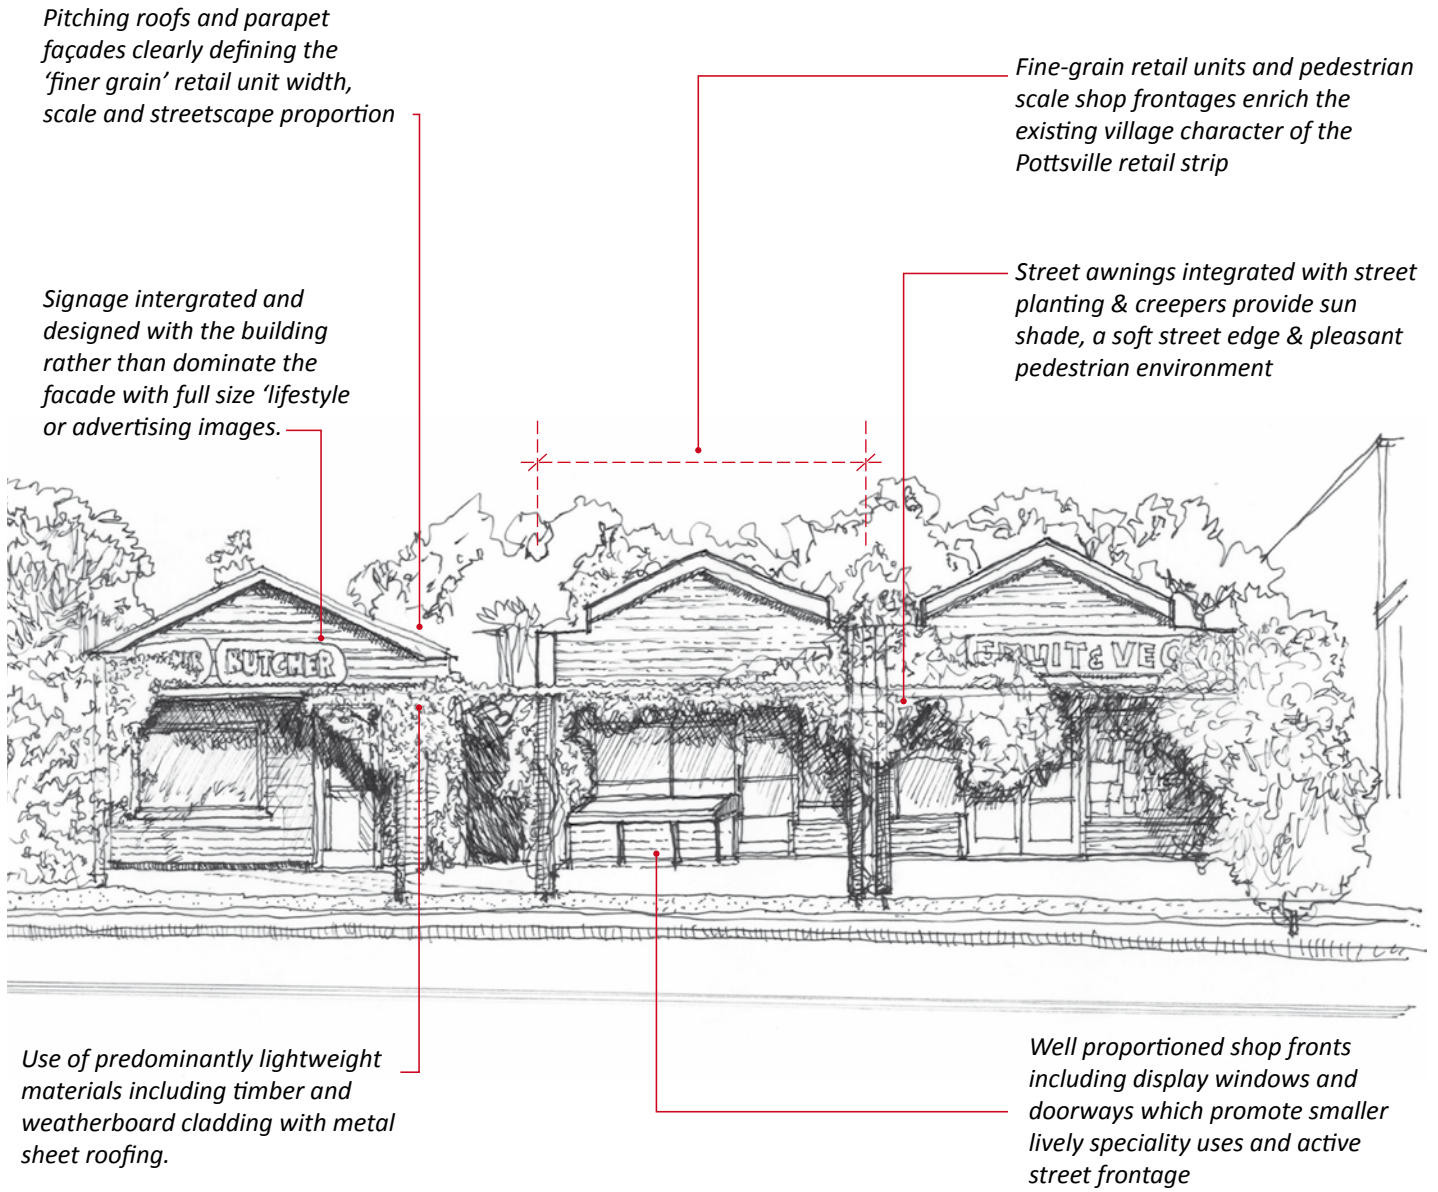 Pitching roofs and parapet
façades clearly defining the
‘finer grain’ retail unit width,
scale and streetscape proportion
Fine-grain retail units and pedestrian
scale shop frontages enrich the
existing village character of the
Pottsville retail strip
Signage intergrated and
designed with the building
rather than dominate the
facade with full size ‘lifestyle
or advertising images.
Street awnings integrated with street
planting & creepers provide sun
shade, a soft street edge & pleasant
pedestrian environment
BUTCHER
FRUIT & VEG
Use of predominantly lightweight
materials including timber and
weatherboard cladding with metal
sheet roofing.
Well proportioned shop fronts
including display windows and
doorways which promote smaller
lively speciality uses and active
street frontage